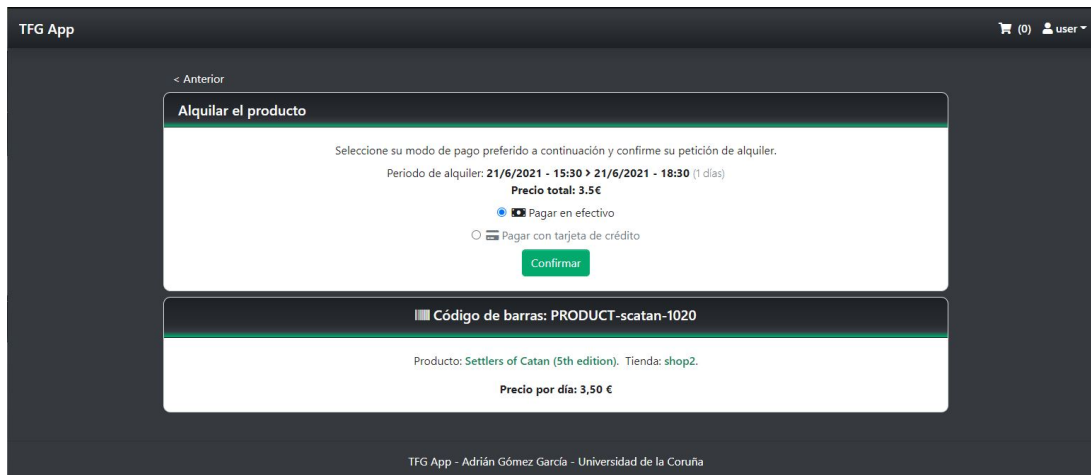 TFG App
(0) user
< Anterior
Alquilar el producto
Seleccione su modo de pago preferido a continuación y confirme su petición de alquiler.
Periodo de alquiler: 21/6/2021 - 15:30 > 21/6/2021 - 18:30 (1 días)
Precio total: 3.5€
Pagar en efectivo
Pagar con tarjeta de crédito
Confirmar
Código de barras: PRODUCT-scatan-1020
Producto: Settlers of Catan (5th edition). Tienda: shop2.
Precio por día: 3,50 €
TFG App - Adrián Gómez García - Universidad de la Coruña